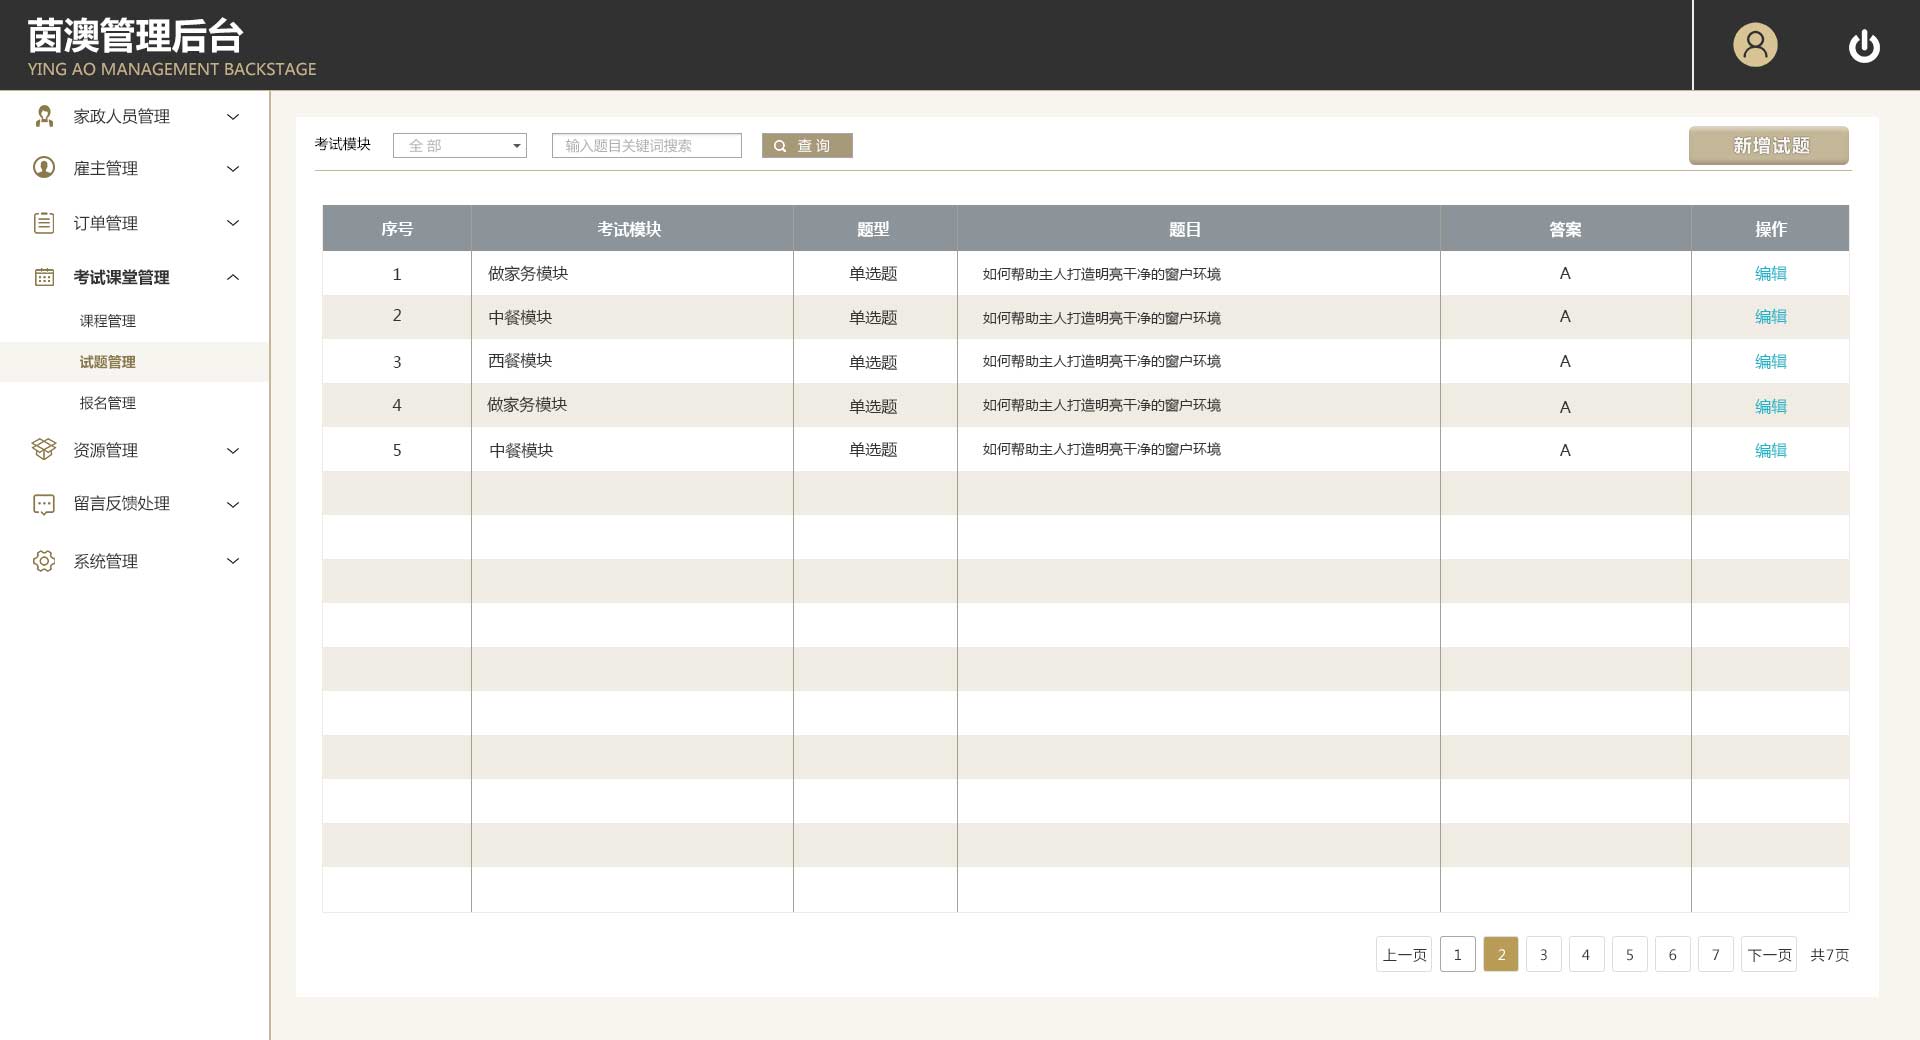 茵澳管理后台
YING AO MANAGEMENT BACKSTAGE
家政人员管理
雇主管理
订单管理
考试课堂管理
课程管理
试题管理
报名管理
资源管理
留言反馈处理
系统管理
考试模块 全部 输入题目关键词搜索 查询 新增试题
序号 考试模块 题型 题目 答案 操作
1 做家务模块 单选题 如何帮助主人打造明亮干净的窗户环境 A 编辑
2 中餐模块 单选题 如何帮助主人打造明亮干净的窗户环境 A 编辑
3 西餐模块 单选题 如何帮助主人打造明亮干净的窗户环境 A 编辑
4 做家务模块 单选题 如何帮助主人打造明亮干净的窗户环境 A 编辑
5 中餐模块 单选题 如何帮助主人打造明亮干净的窗户环境 A 编辑
上一页 1 2 3 4 5 6 7 下一页 共7页